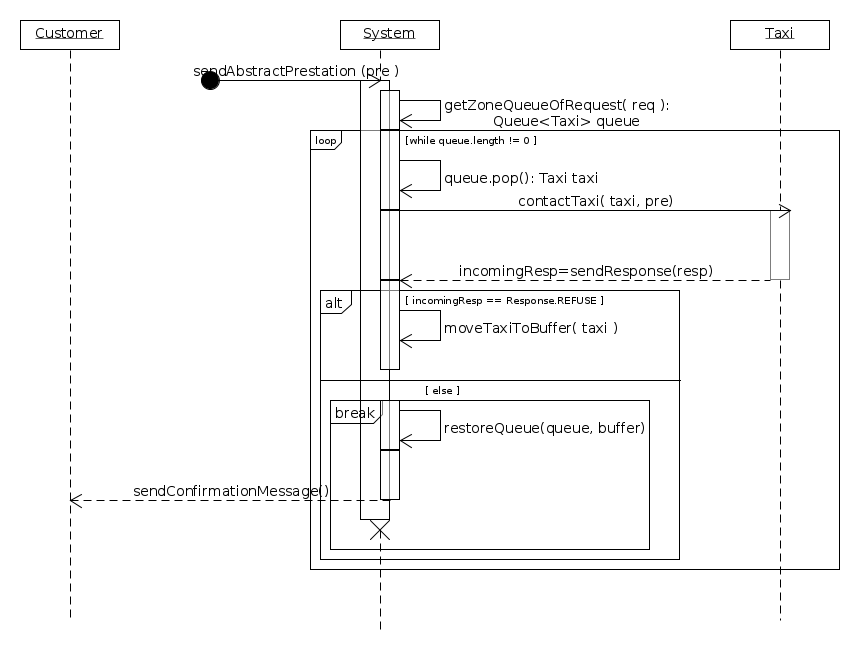 Customer
System
Taxi
sendAbstractPrestation (pre )
getZoneQueueOfRequest( req ):
Queue<Taxi> queue
loop
[while queue.length != 0 ]
queue.pop(): Taxi taxi
contactTaxi( taxi, pre)
incomingResp=sendResponse(resp)
alt
[ incomingResp == Response.REFUSE ]
moveTaxiToBuffer( taxi )
[ else ]
break
restoreQueue(queue, buffer)
sendConfirmationMessage()